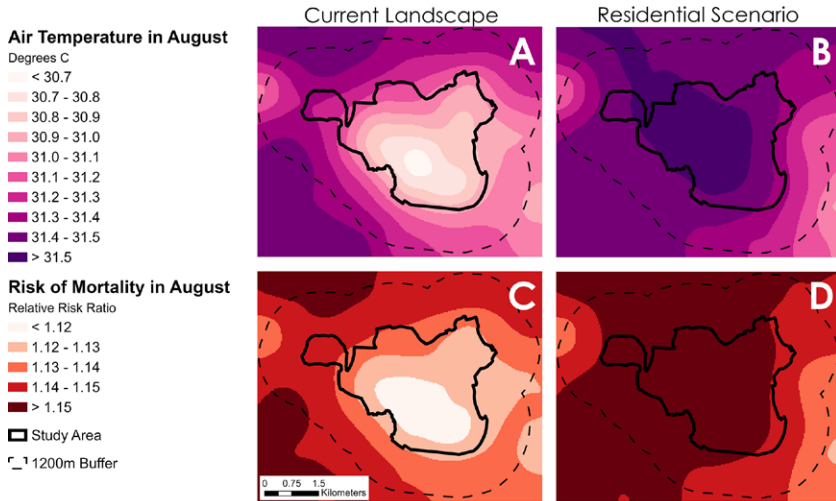 Current Landscape
Residential Scenario
Air Temperature in August
Degrees C
< 30.7
30.7 - 30.8
30.8 - 30.9
30.9 - 31.0
31.0 - 31.1
31.1 - 31.2
31.2 - 31.3
31.3 - 31.4
31.4 - 31.5
> 31.5
A
B
Risk of Mortality in August
Relative Risk Ratio
< 1.12
1.12 - 1.13
1.13 - 1.14
1.14 - 1.15
> 1.15
Study Area
1200m Buffer
C
D
0 0.75 1.5
Kilometers